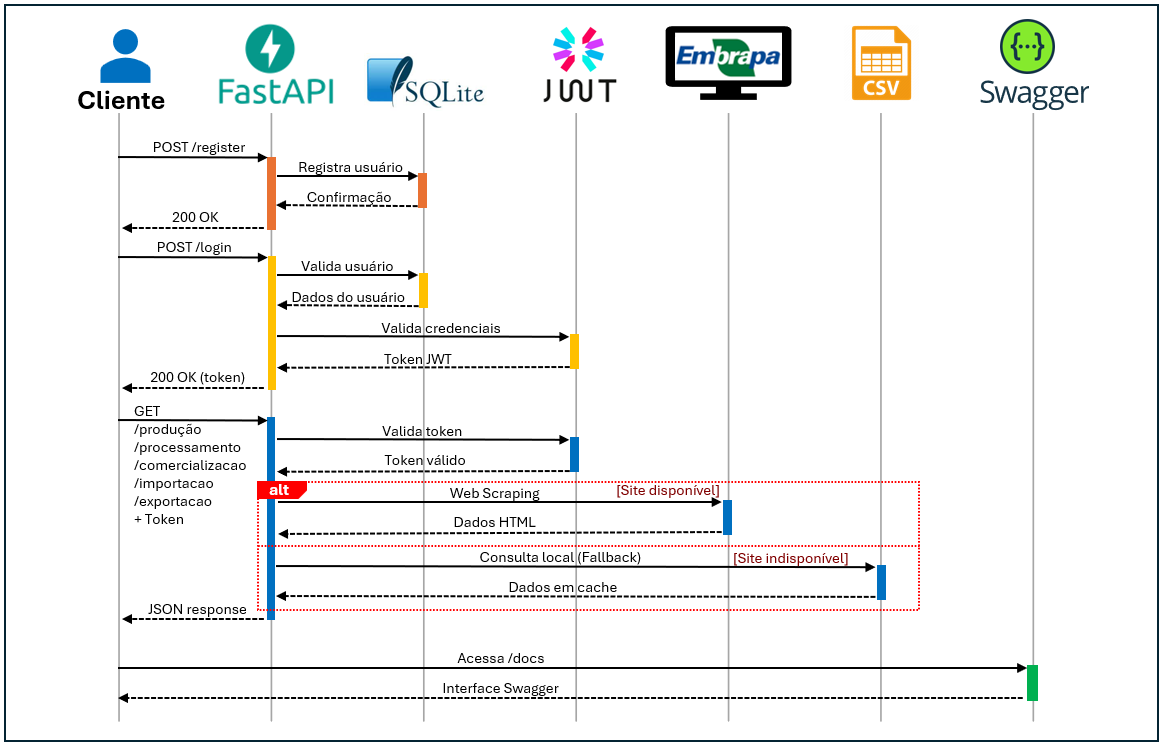 Cliente
FastAPI
SQLite
JWT
Embrapa
CSV
{...}
Swagger
POST /register
Registra usuário
Confirmação
200 OK
POST /login
Valida usuário
Dados do usuário
Valida credenciais
Token JWT
200 OK (token)
GET
/produção
/processamento
/comercializacao
/importacao
/exportacao
+ Token
Valida token
Token válido
alt
Web Scraping
[Site disponível]
Dados HTML
Consulta local (Fallback)
[Site indisponível]
Dados em cache
JSON response
Acessa /docs
Interface Swagger